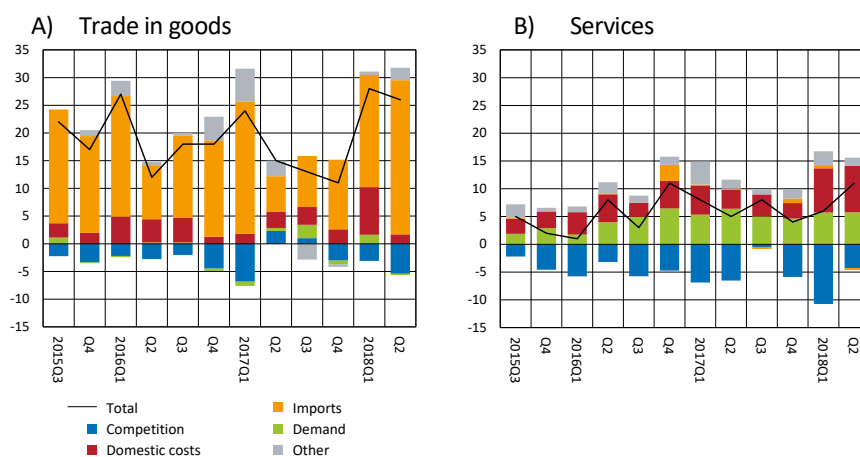 A) Trade in goods
35
30
25
20
15
10
5
0
-5
-10
-15
2015Q3
Q4
2016Q1
Q2
Q3
Q4
2017Q1
Q2
Q3
Q4
2018Q1
Q2
B) Services
35
30
25
20
15
10
5
0
-5
-10
-15
2015Q3
Q4
2016Q1
Q2
Q3
Q4
2017Q1
Q2
Q3
Q4
2018Q1
Q2
Total
Imports
Competition
Demand
Domestic costs
Other